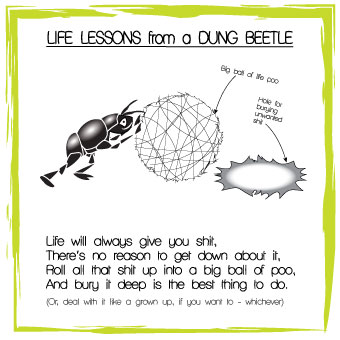 LIFE LESSONS from a DUNG BEETLE
Big ball of life poo
Hole for
burying
unwanted
shit
Life will always give you shit,
There's no reason to get down about it,
Roll all that shit up into a big ball of poo,
And bury it deep is the best thing to do.
(Or, deal with it like a grown up, if you want to - whichever)